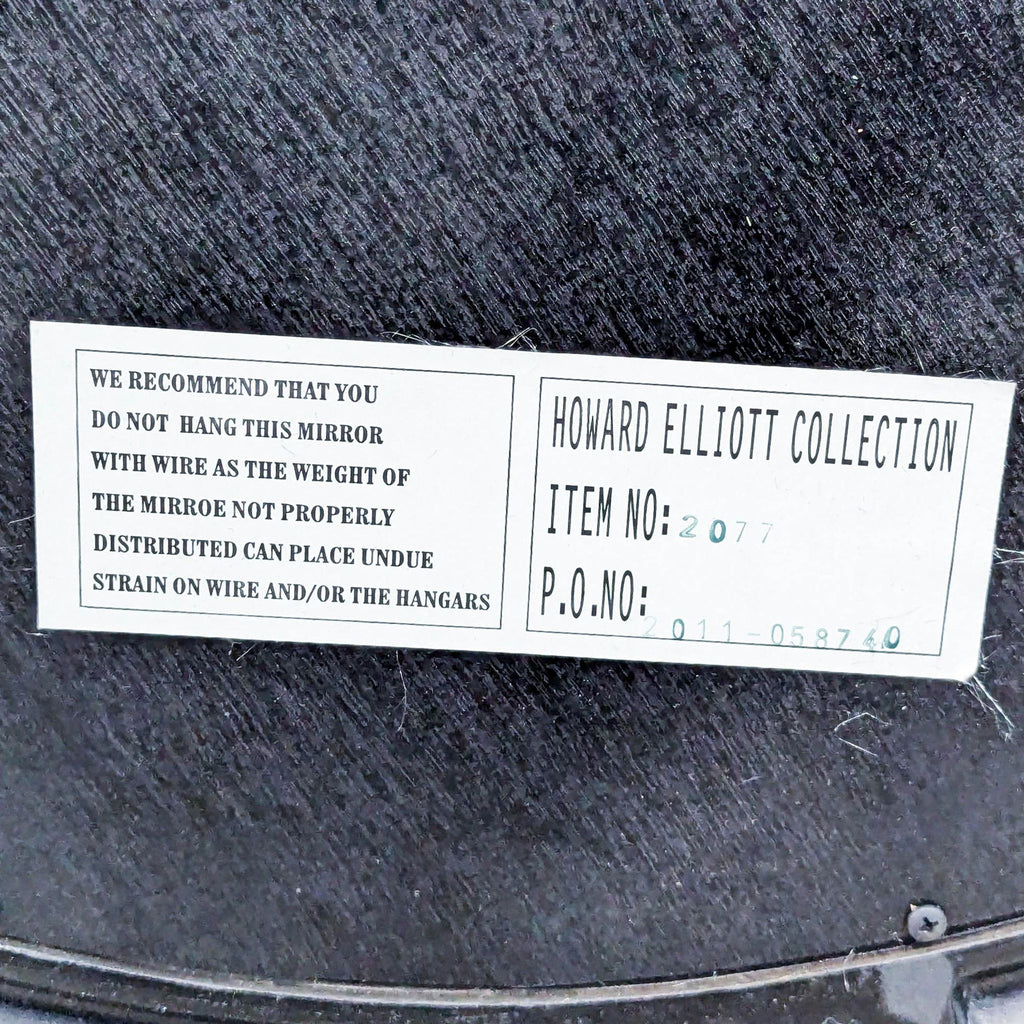 WE RECOMMEND THAT YOU
DO NOT HANG THIS MIRROR
WITH WIRE AS THE WEIGHT OF
THE MIRROE NOT PROPERLY
DISTRIBUTED CAN PLACE UNDUE
STRAIN ON WIRE AND/OR THE HANGARS
HOWARD ELLIOTT COLLECTION
ITEM NO: 2077
P.O.NO:
2011-058740